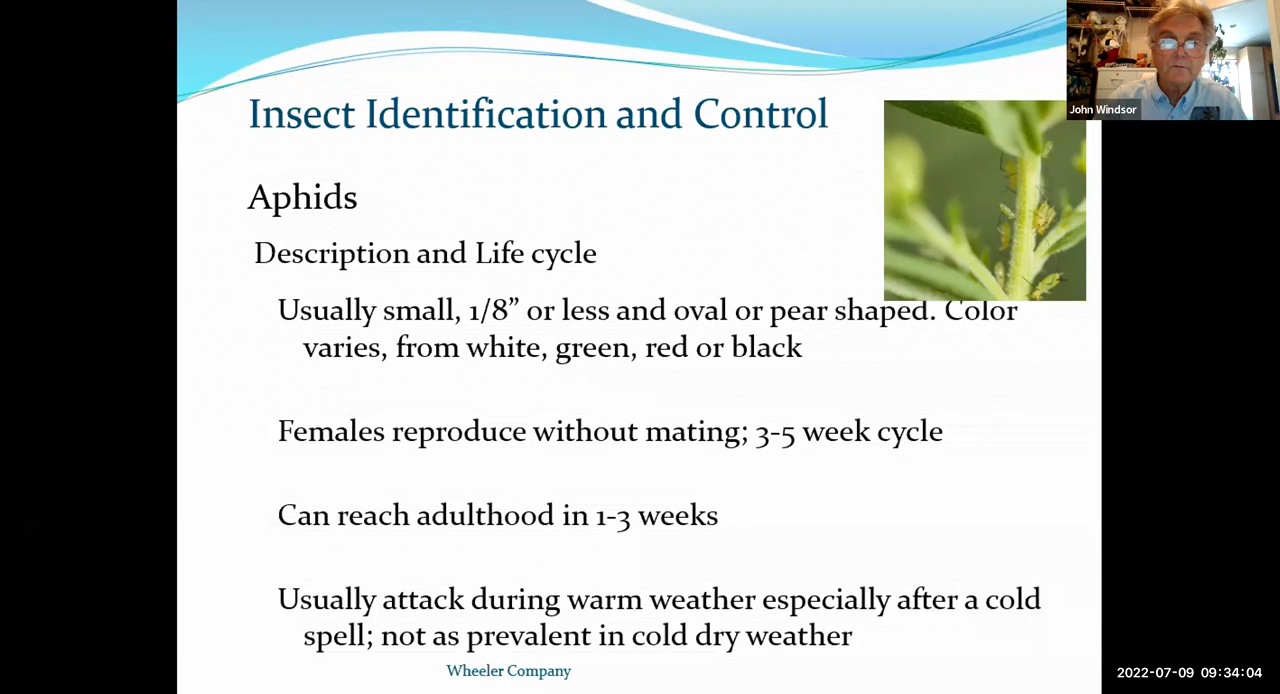 Insect Identification and Control
John Windsor
Aphids
Description and Life cycle
Usually small, 1/8” or less and oval or pear shaped. Color
varies, from white, green, red or black
Females reproduce without mating; 3-5 week cycle
Can reach adulthood in 1-3 weeks
Usually attack during warm weather especially after a cold
spell; not as prevalent in cold dry weather
Wheeler Company
2022-07-09 09:34:04